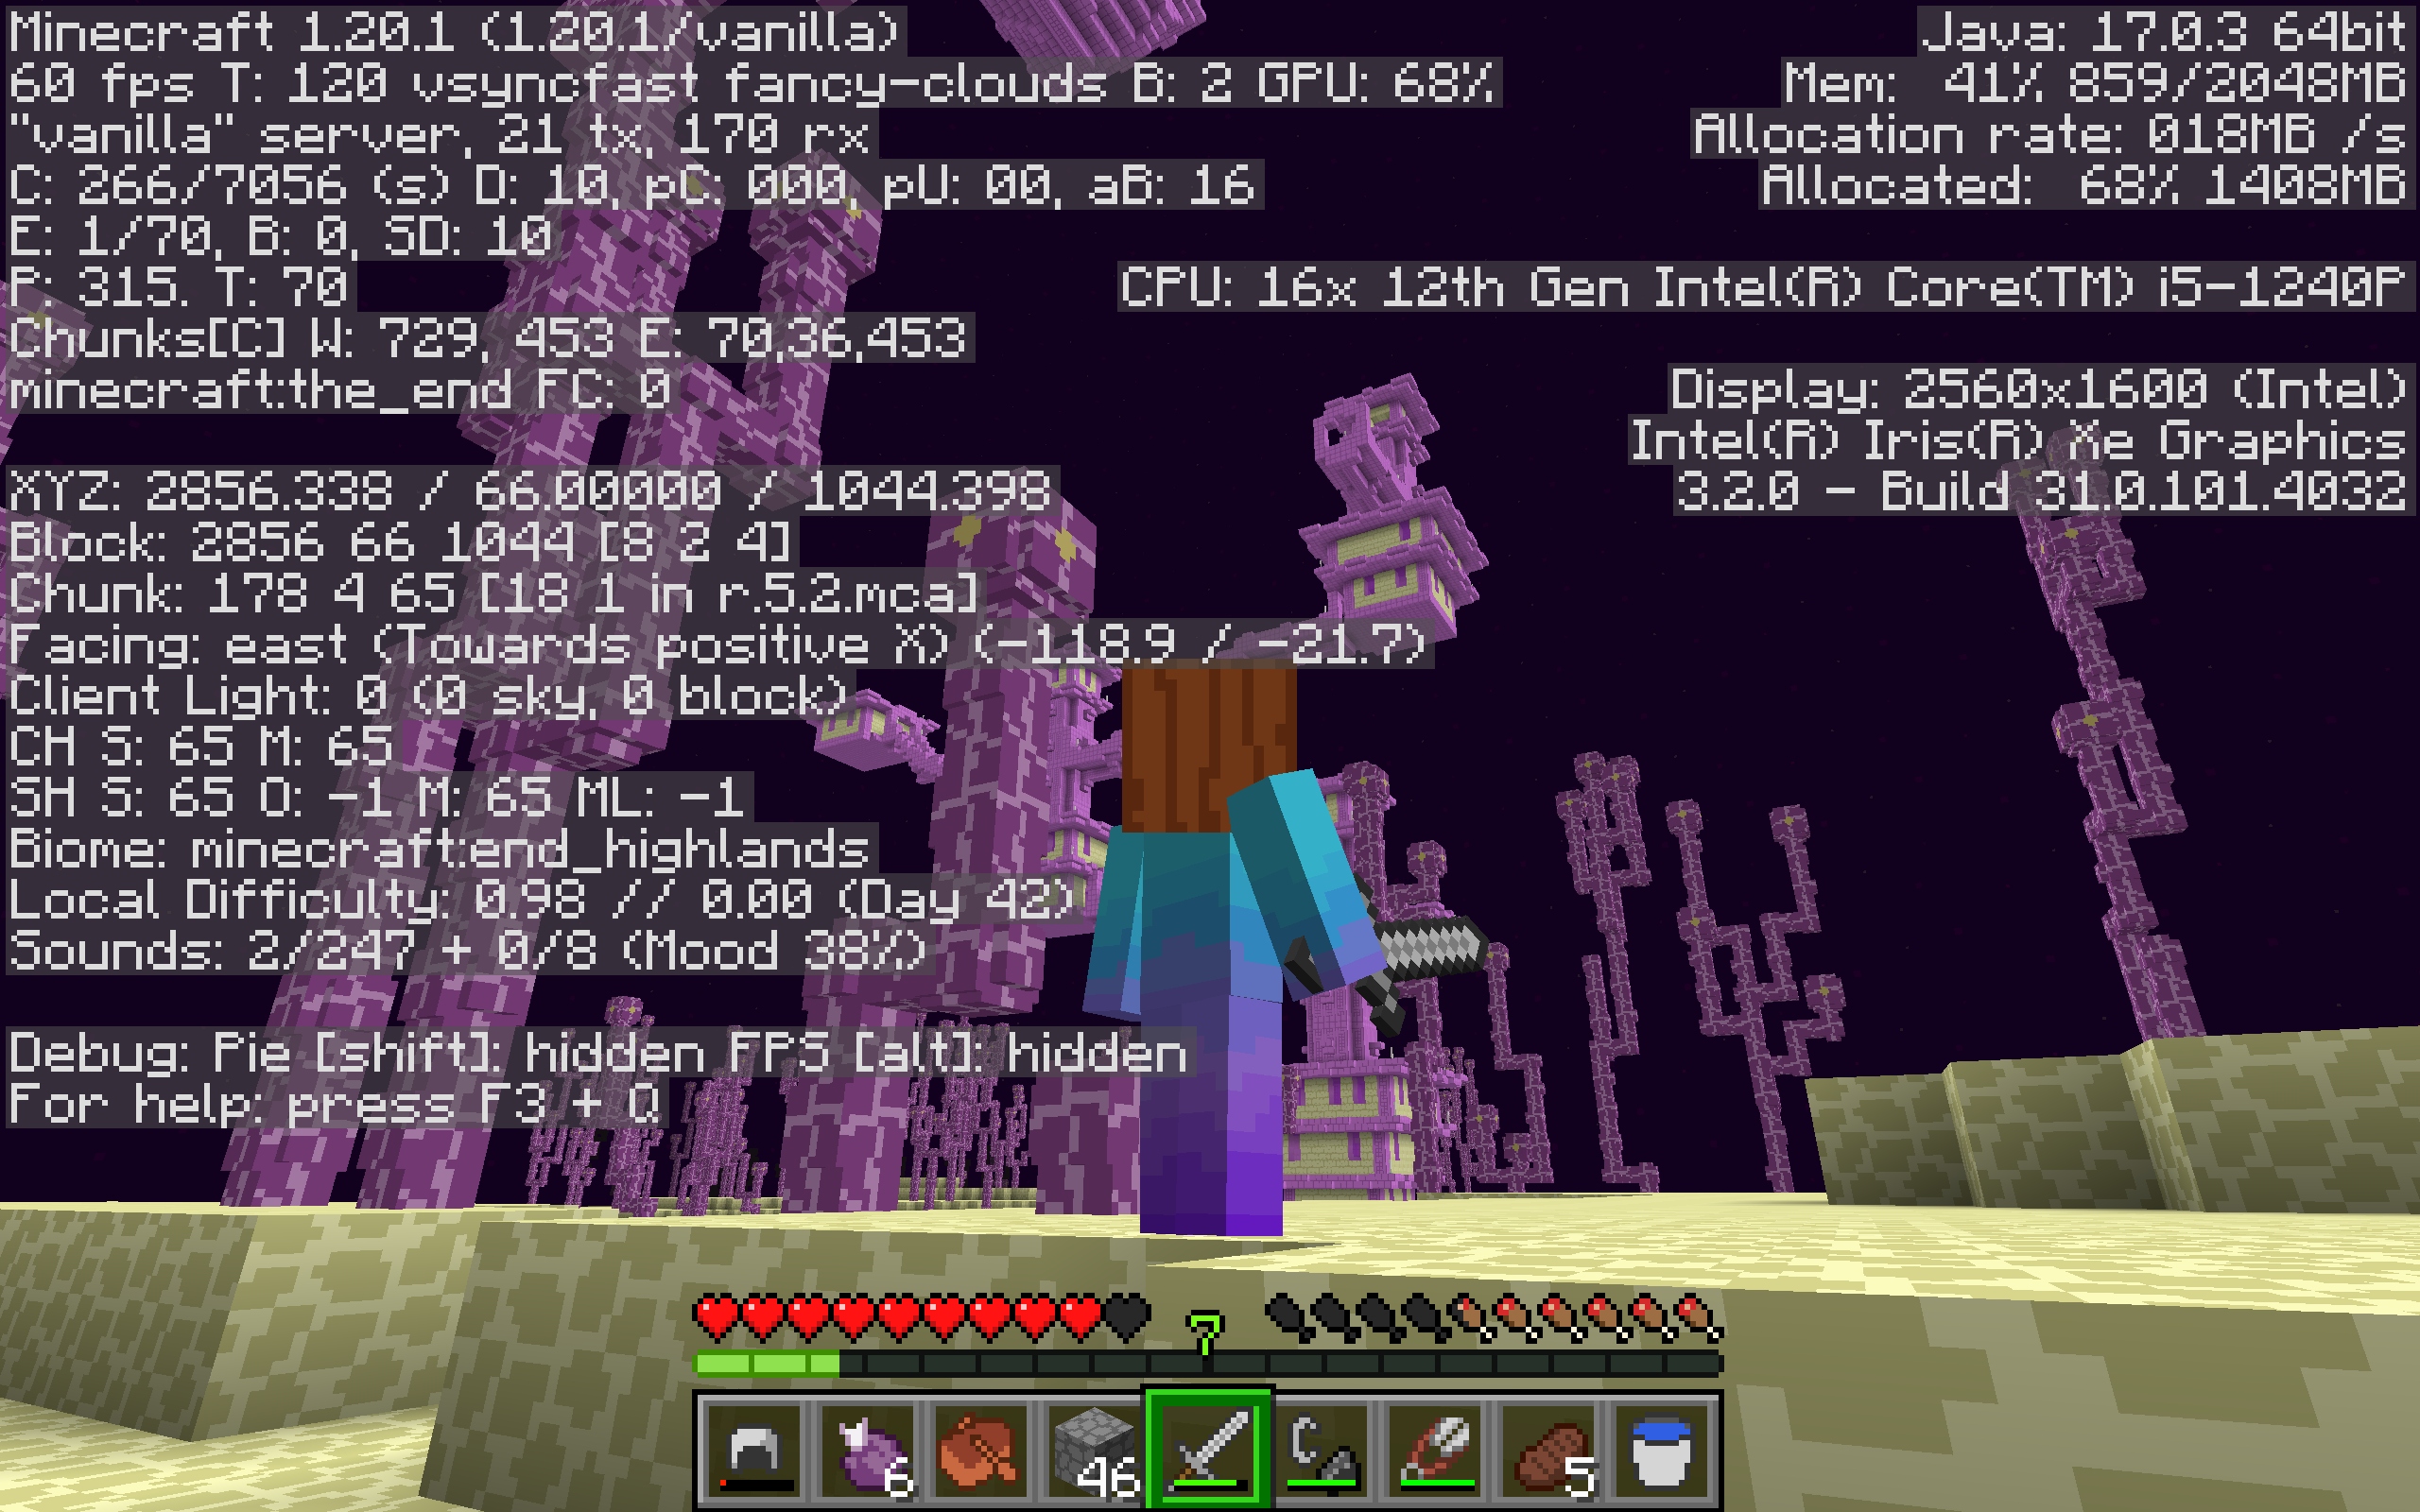 Minecraft 1.20.1 (1.20.1/vanilla)
60 fps T: 120 vsyncfast fancy-clouds B: 2 GPU: 68%
"vanilla" server, 21 tx, 170 rx
C: 266/7056 (s) D: 10, pC: 000, pU: 00, aB: 16
E: 1/70, B: 0, SD: 10
P: 315. T: 70
Chunks[C] W: 729, 453 E: 70,36,453
minecraft:the_end FC: 0
XYZ: 2856.338 / 66.00000 / 1044.398
Block: 2856 66 1044 [8 2 4]
Chunk: 178 4 65 [18 1 in r.5.2.mca]
Facing: east (Towards positive X) (-118.9 / -21.7)
Client Light: 0 (0 sky, 0 block)
CH S: 65 M: 65
SH S: 65 O: -1 M: 65 ML: -1
Biome: minecraft:end_highlands
Local Difficulty: 0.98 // 0.00 (Day 42)
Sounds: 2/247 + 0/8 (Mood 38%)
Debug: Pie [shift]: hidden FPS [alt]: hidden
For help: press F3 + Q
Java: 17.0.3 64bit
Mem: 41% 859/2048MB
Allocation rate: 018MB /s
Allocated: 68% 1408MB
CPU: 16x 12th Gen Intel(R) Core(TM) i5-1240P
Display: 2560x1600 (Intel)
Intel(R) Iris(R) Xe Graphics
3.2.0 - Build 31.0.101.4032
7
6
46
5